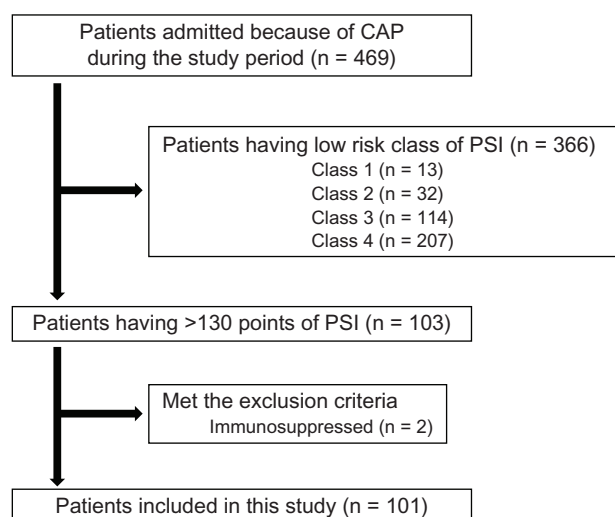 Patients admitted because of CAP
during the study period (n = 469)
Patients having low risk class of PSI (n = 366)
Class 1 (n = 13)
Class 2 (n = 32)
Class 3 (n = 114)
Class 4 (n = 207)
Patients having >130 points of PSI (n = 103)
Met the exclusion criteria
Immunosuppressed (n = 2)
Patients included in this study (n = 101)